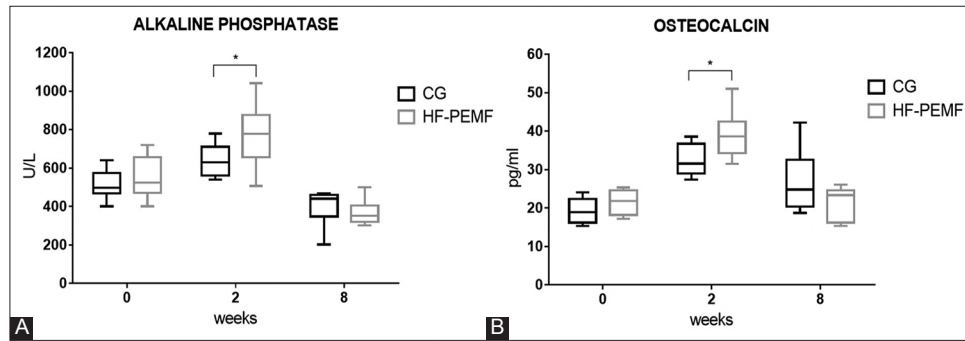 ALKALINE PHOSPHATASE
1200
1000
800
600
400
200
0
U/L
*
CG
HF-PEMF
0 2 8
weeks
A
OSTEOCALCIN
60
50
40
30
20
10
0
pg/ml
*
CG
HF-PEMF
0 2 8
weeks
B